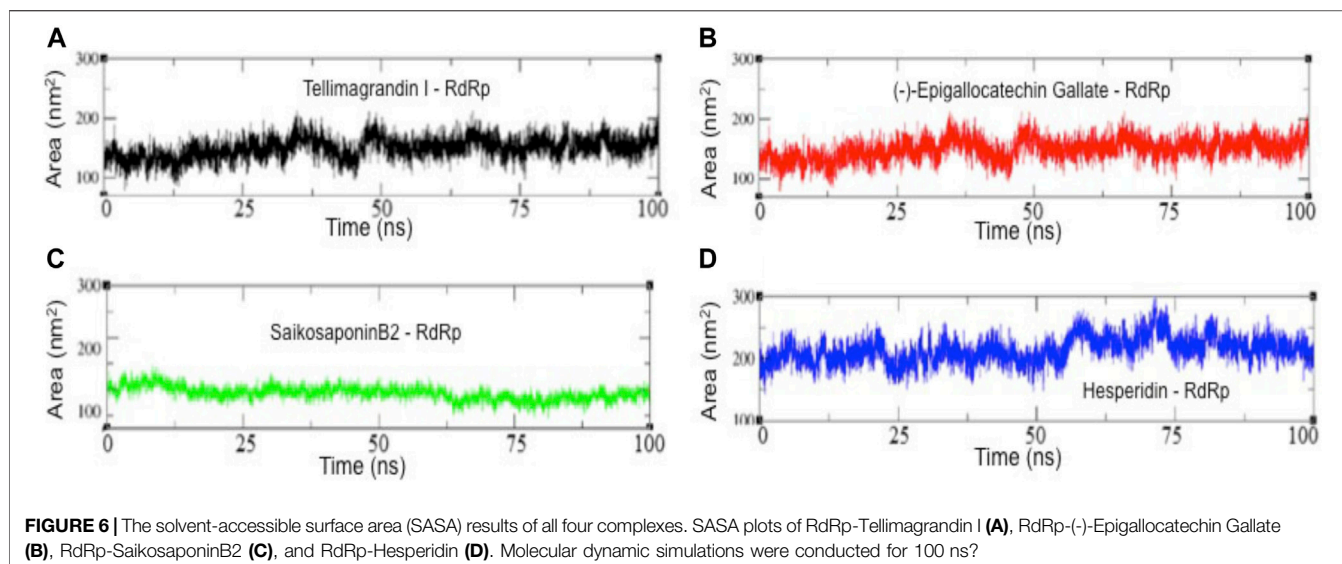 A
300
200
100
Area (nm²)
Tellimagrandin I - RdRp
0 25 50 75 100
Time (ns)
B
300
200
100
Area (nm²)
(-)-Epigallocatechin Gallate - RdRp
0 25 50 75 100
Time (ns)
C
300
200
100
Area (nm²)
SaikosaponinB2 - RdRp
0 25 50 75 100
Time (ns)
D
300
200
100
Area (nm²)
Hesperidin - RdRp
0 25 50 75 100
Time (ns)
FIGURE 6 | The solvent-accessible surface area (SASA) results of all four complexes. SASA plots of RdRp-Tellimagrandin I (A), RdRp-(-)-Epigallocatechin Gallate
(B), RdRp-SaikosaponinB2 (C), and RdRp-Hesperidin (D). Molecular dynamic simulations were conducted for 100 ns?